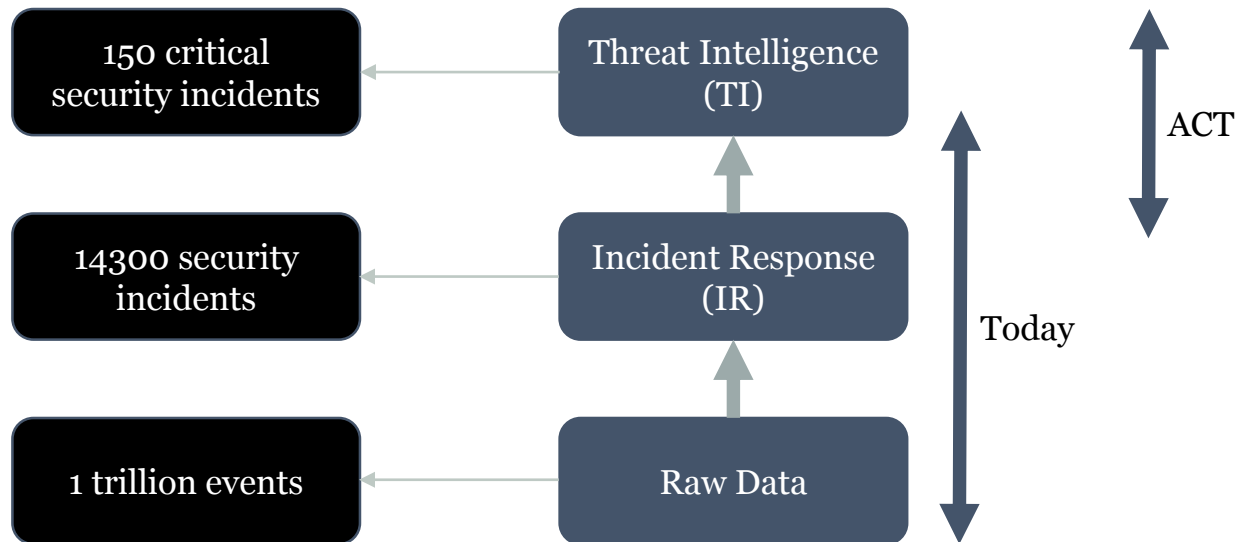 150 critical
security incidents
Threat Intelligence
(TI)
ACT
14300 security
incidents
Incident Response
(IR)
Today
1 trillion events
Raw Data